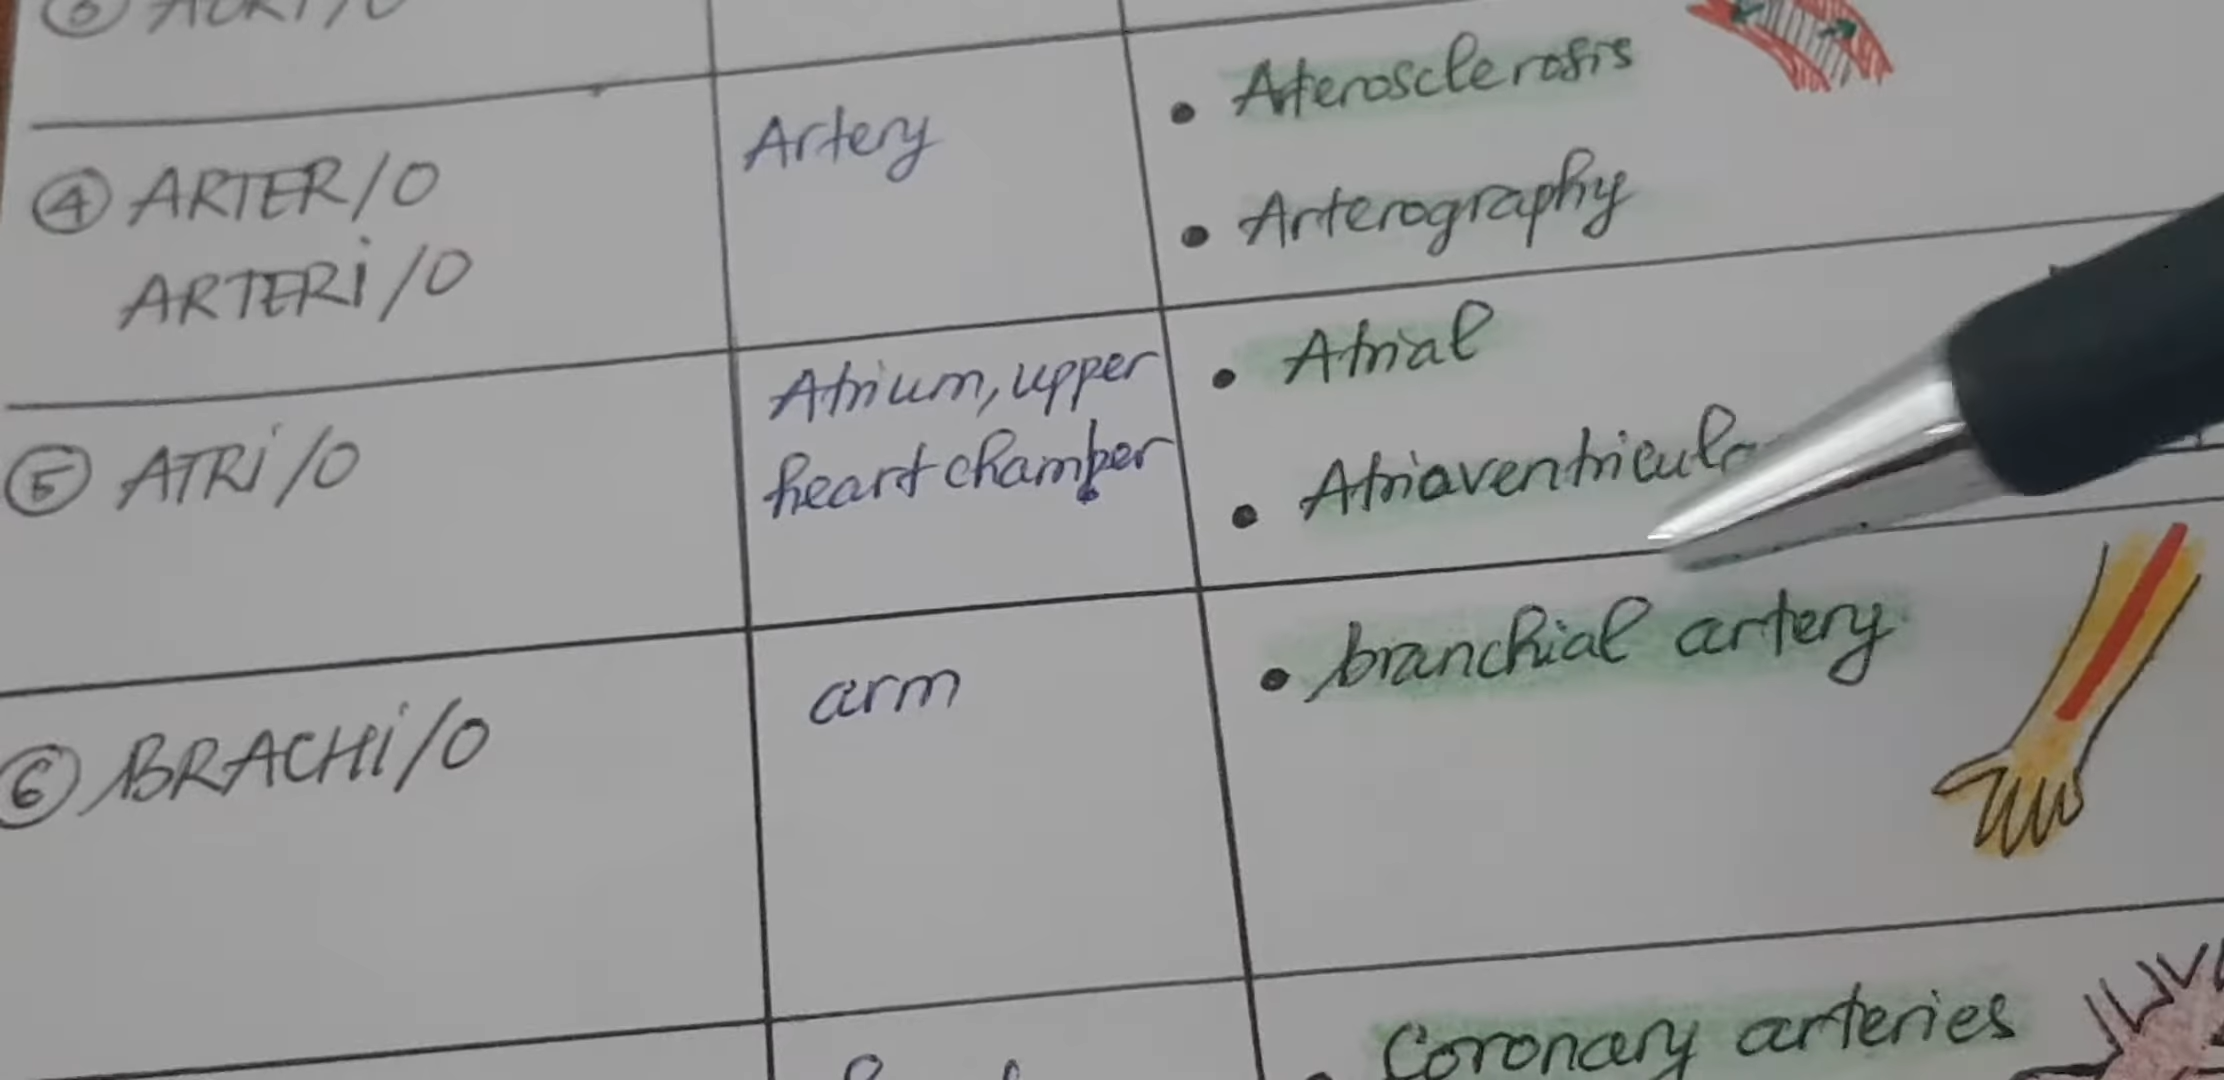 ④ ARTER/O
ARTERi/O
Artery
• Aterosclerosis
• Arterography
⑤ ATRi/O
Atrium, upper
heart chamber
• Atrial
• Atrioventricular
⑥ BRACHi/O
arm
• branchial artery
Coronary arteries